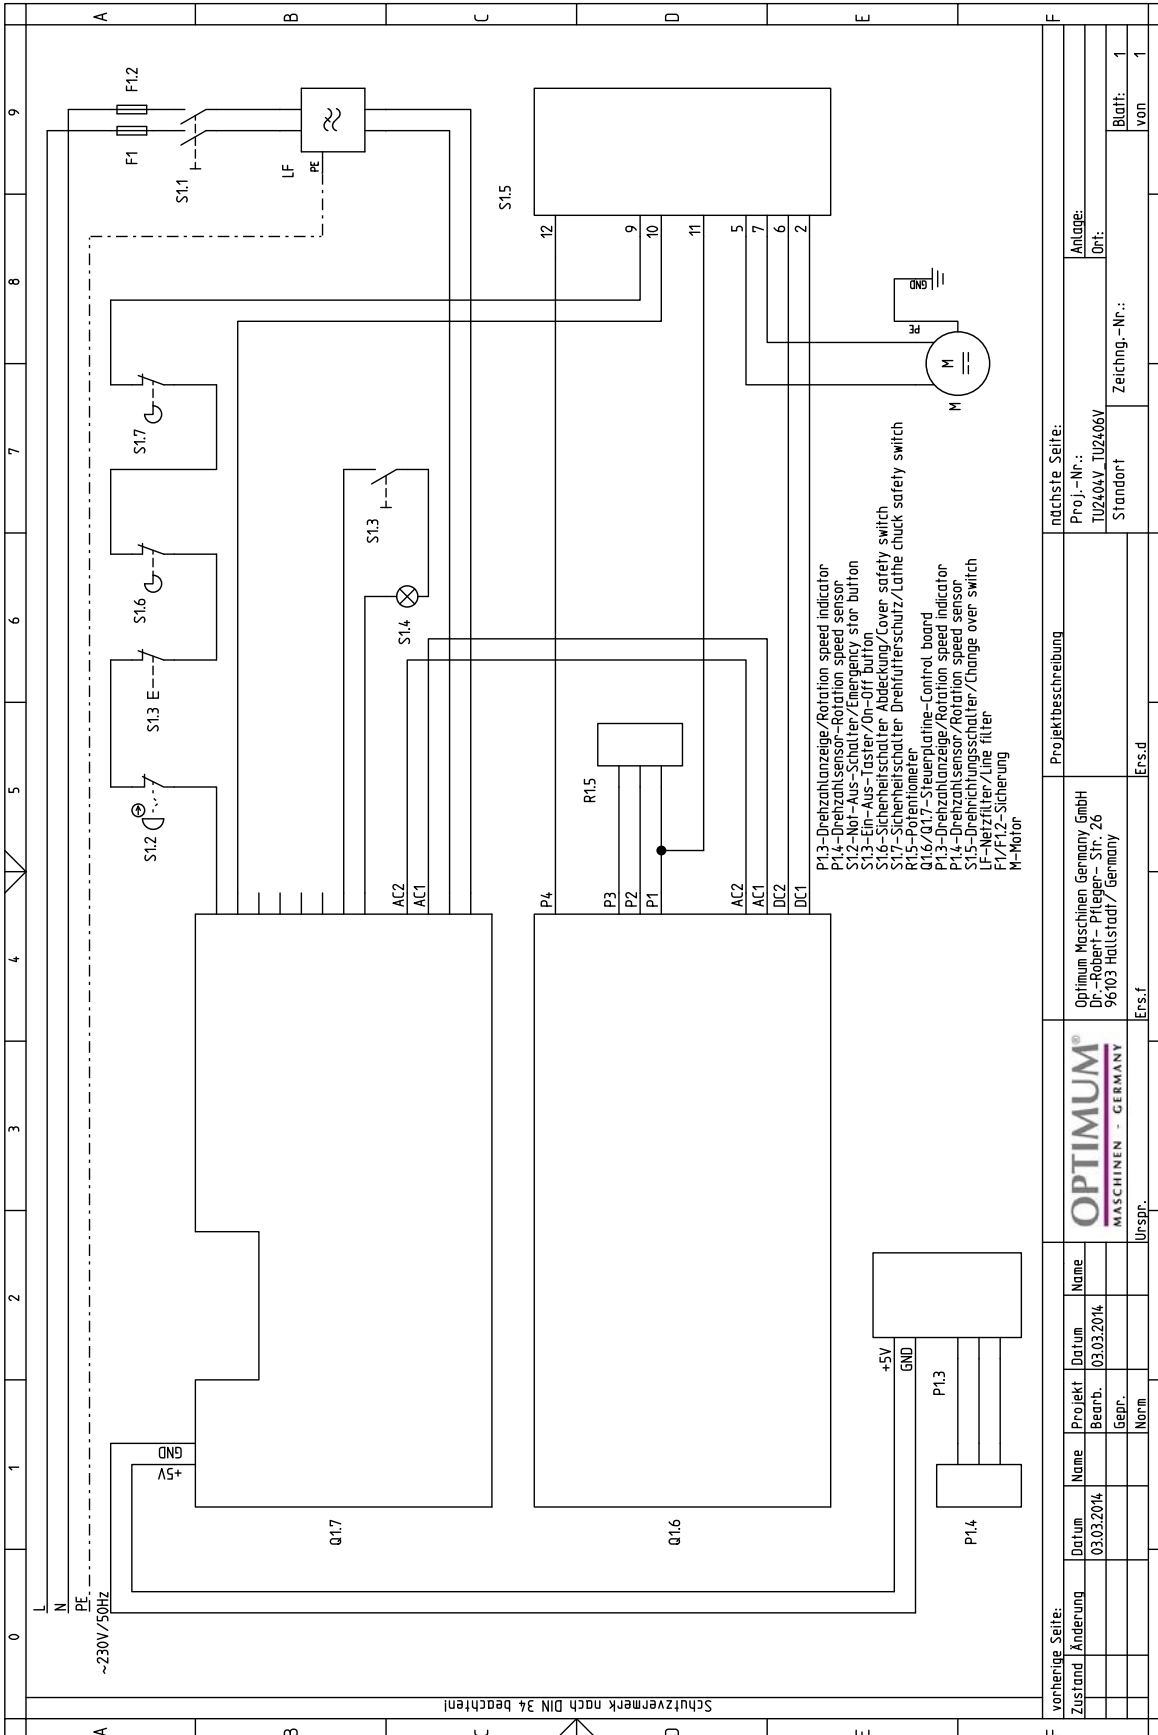 0 1 2 3 4 5 6 7 8 9
A
B
C
D
E
F
A
B
C
D
E
F
Schutzvermerk nach DIN 34 beachten!
L
N
PE
~230V/50Hz
F1
F1.2
S1.1
LF
PE
S1.2
S1.3
S1.6
S1.7
GND
+5V
Q1.7
AC2
AC1
S1.4
S1.3
S1.5
12
9
10
11
5
7
6
2
Q1.6
P4
P3
P2
P1
AC2
AC1
DC2
DC1
R1.5
+5V
GND
P1.3
P1.4
M
M
PE
GND
P1.3-Drehzahlanzeige/Rotation speed indicator
P1.4-Drehzahlsensor-Rotation speed sensor
S1.2-Not-Aus-Schalter/Emergency stor button
S1.3-Ein-Aus-Taster/On-Off button
S1.6-Sicherheitschalter Abdeckung/Cover safety switch
S1.7-Sicherheitschalter Drehfutterschutz/Lathe chuck safety switch
R1.5-Potentiometer
Q1.6/Q1.7-Steuerplatine-Control board
P1.3-Drehzahlanzeige/Rotation speed indicator
P1.4-Drehzahlsensor/Rotation speed sensor
S1.5-Drehrichtungsschalter/Change over switch
LF-Netzfilter/Line filter
F1/F1.2-Sicherung
M-Motor
vorherige Seite:
Zustand Änderung Datum Name Projekt Datum Name
03.03.2014 Bearb. 03.03.2014
Gepr.
Norm Urspr. Ers.f Ers.d
OPTIMUM®
MASCHINEN - GERMANY
Optimum Maschinen Germany GmbH
Dr.-Robert- Pfleger- Str. 26
96103 Hallstadt/ Germany
Projektbeschreibung
nächste Seite:
Proj.-Nr.:
TU2404V_TU2406V
Standort
Zeichng.-Nr.:
Anlage:
Ort:
Blatt: 1
von 1